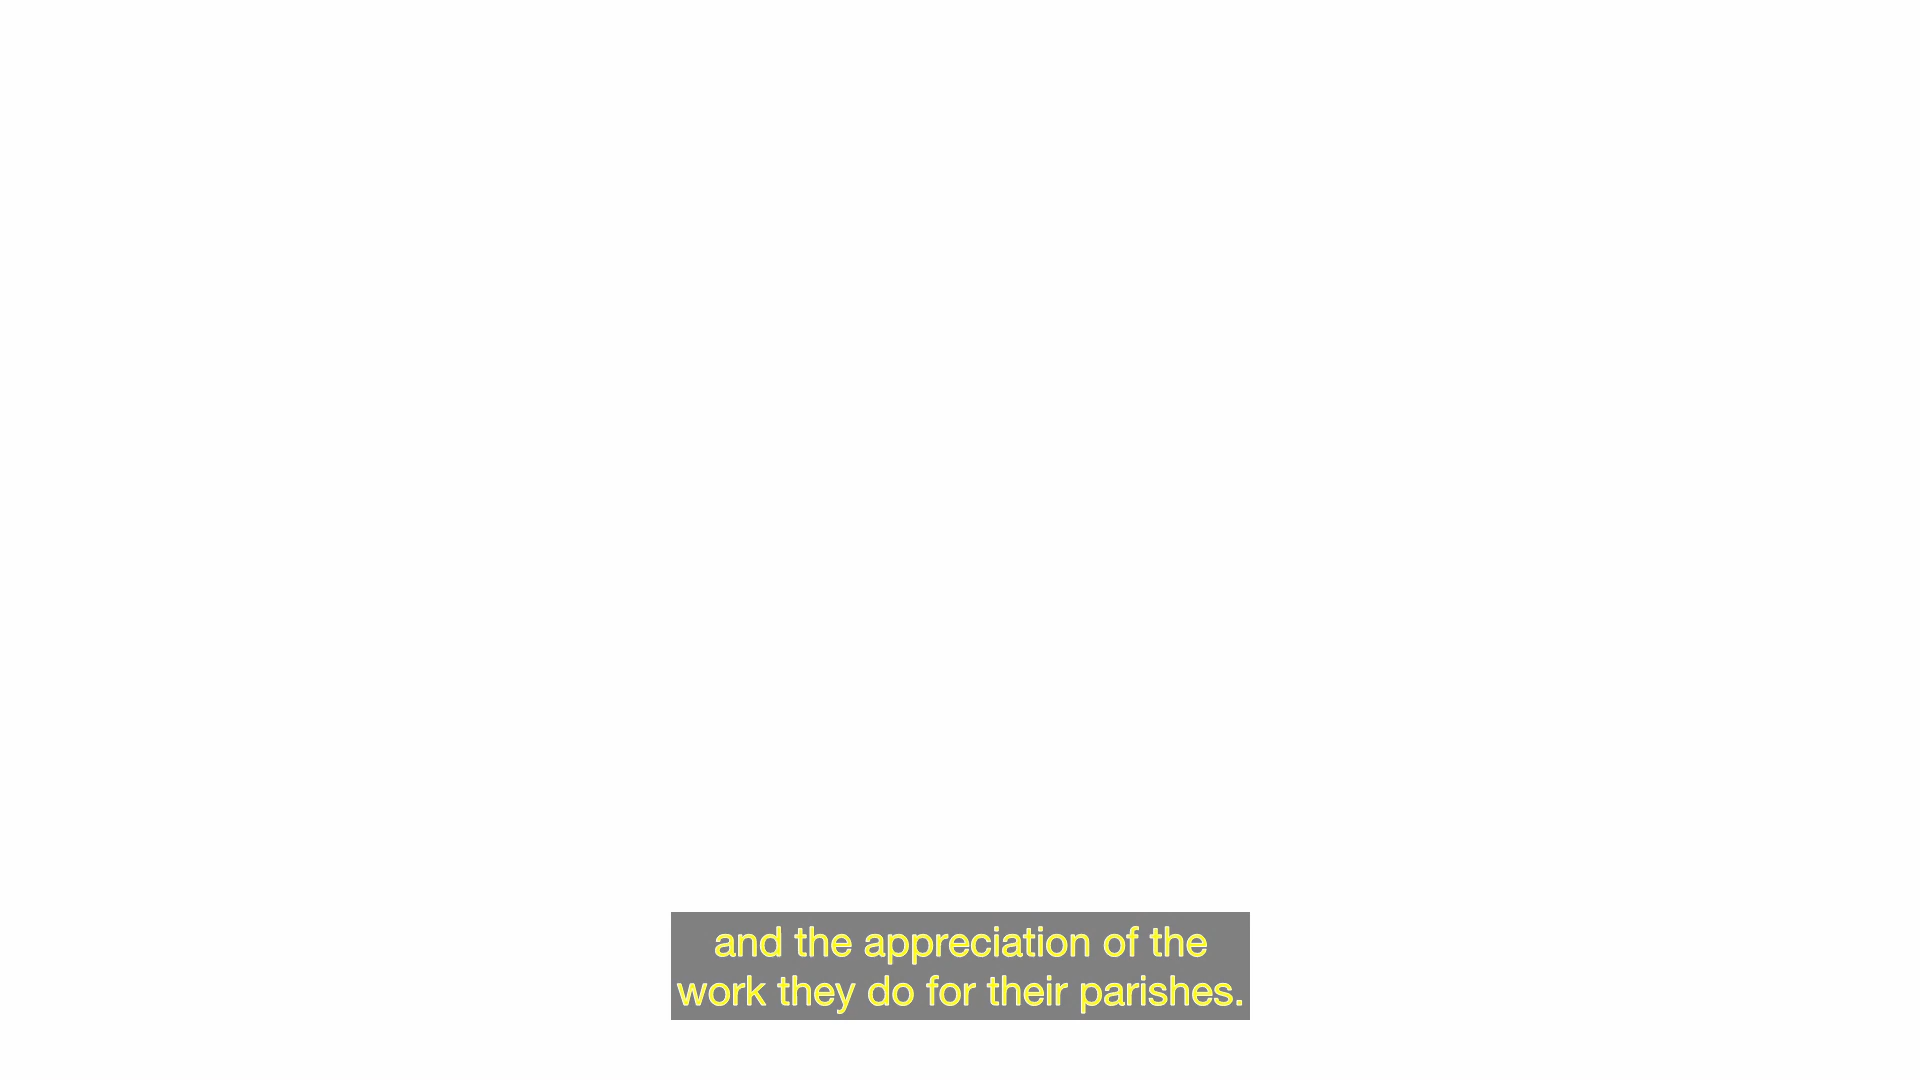 and the appreciation of the
work they do for their parishes.